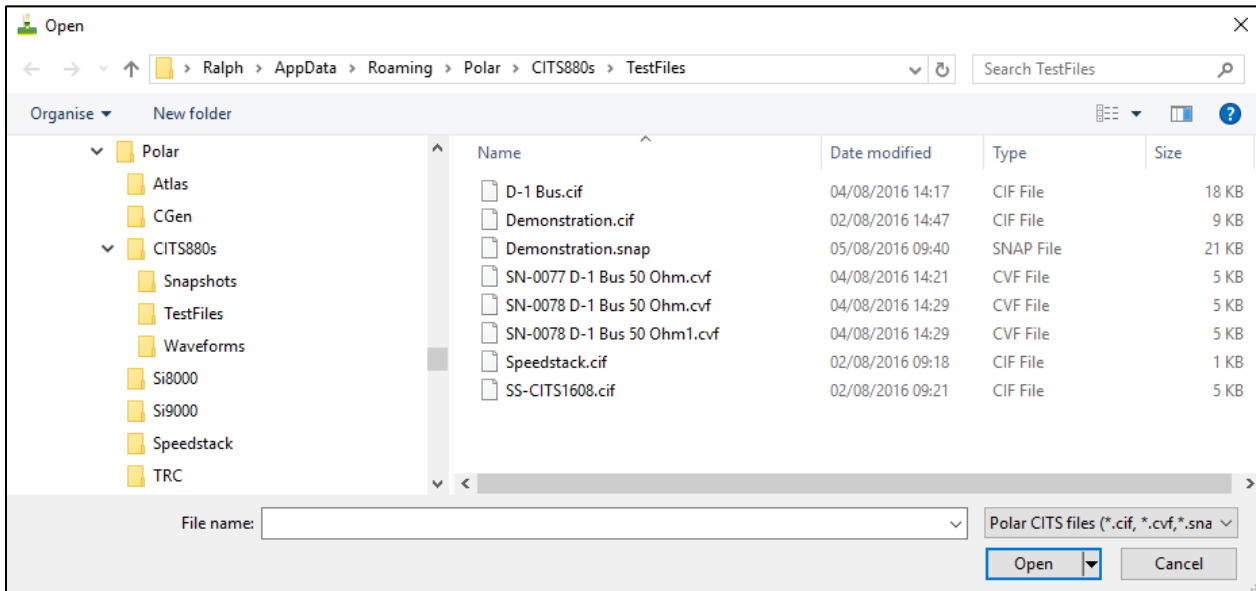 Open
Ralph > AppData > Roaming > Polar > CITS880s > TestFiles
Search TestFiles
Organise
New folder
Polar
Atlas
CGen
CITS880s
Snapshots
TestFiles
Waveforms
Si8000
Si9000
Speedstack
TRC
Name Date modified Type Size
D-1 Bus.cif 04/08/2016 14:17 CIF File 18 KB
Demonstration.cif 02/08/2016 14:47 CIF File 9 KB
Demonstration.snap 05/08/2016 09:40 SNAP File 21 KB
SN-0077 D-1 Bus 50 Ohm.cvf 04/08/2016 14:21 CVF File 5 KB
SN-0078 D-1 Bus 50 Ohm.cvf 04/08/2016 14:29 CVF File 5 KB
SN-0078 D-1 Bus 50 Ohm1.cvf 04/08/2016 14:29 CVF File 5 KB
Speedstack.cif 02/08/2016 09:18 CIF File 1 KB
SS-CITS1608.cif 02/08/2016 09:21 CIF File 5 KB
File name:
Polar CITS files (*.cif, *.cvf,*.sna
Open
Cancel